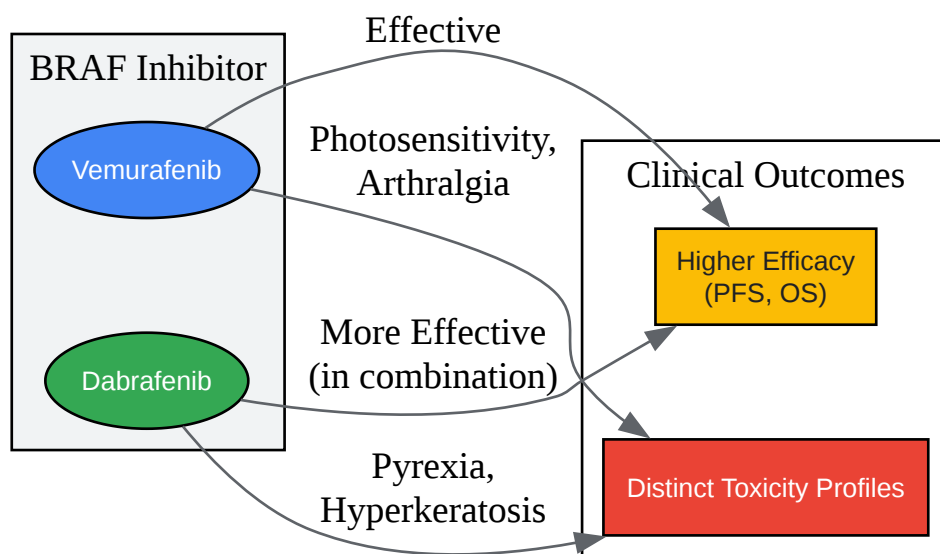 Effective
BRAF Inhibitor
Vemurafenib
Photosensitivity,
Arthralgia
Clinical Outcomes
Higher Efficacy
(PFS, OS)
More Effective
(in combination)
Dabrafenib
Pyrexia,
Hyperkeratosis
Distinct Toxicity Profiles